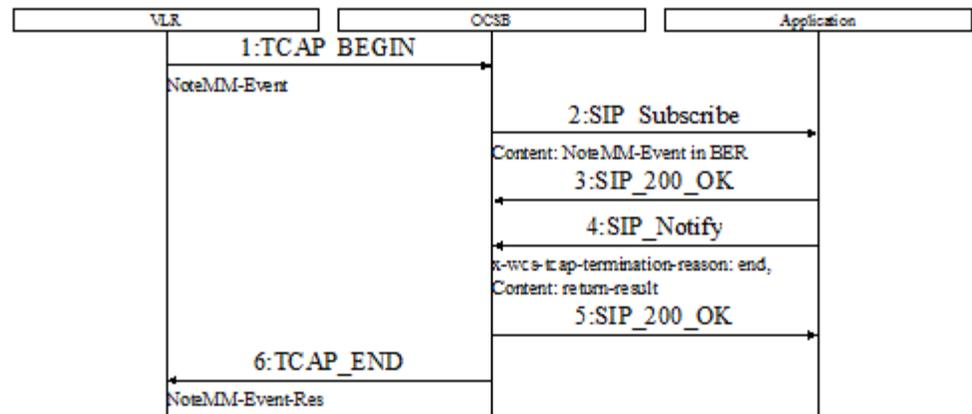 VLR OCSB Application
1:TCAP BEGIN
NoteMM-Event
2:SIP Subscribe
Content: NoteMM-Event in BER
3:SIP_200_OK
4:SIP_Notify
x-wcs-tcap-termination-reason: end,
Content: return-result
5:SIP_200_OK
6:TCAP_END
NoteMM-Event-Res